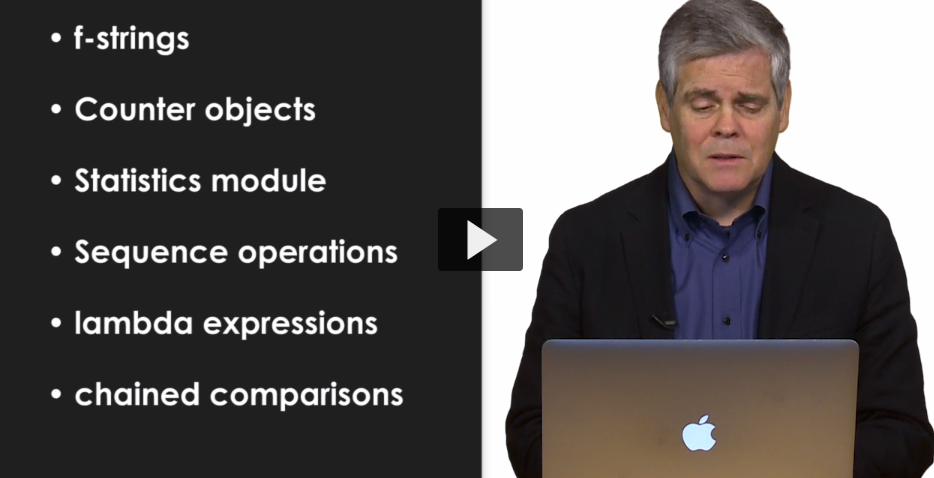 • f-strings
• Counter objects
• Statistics module
• Sequence operations
• lambda expressions
• chained comparisons